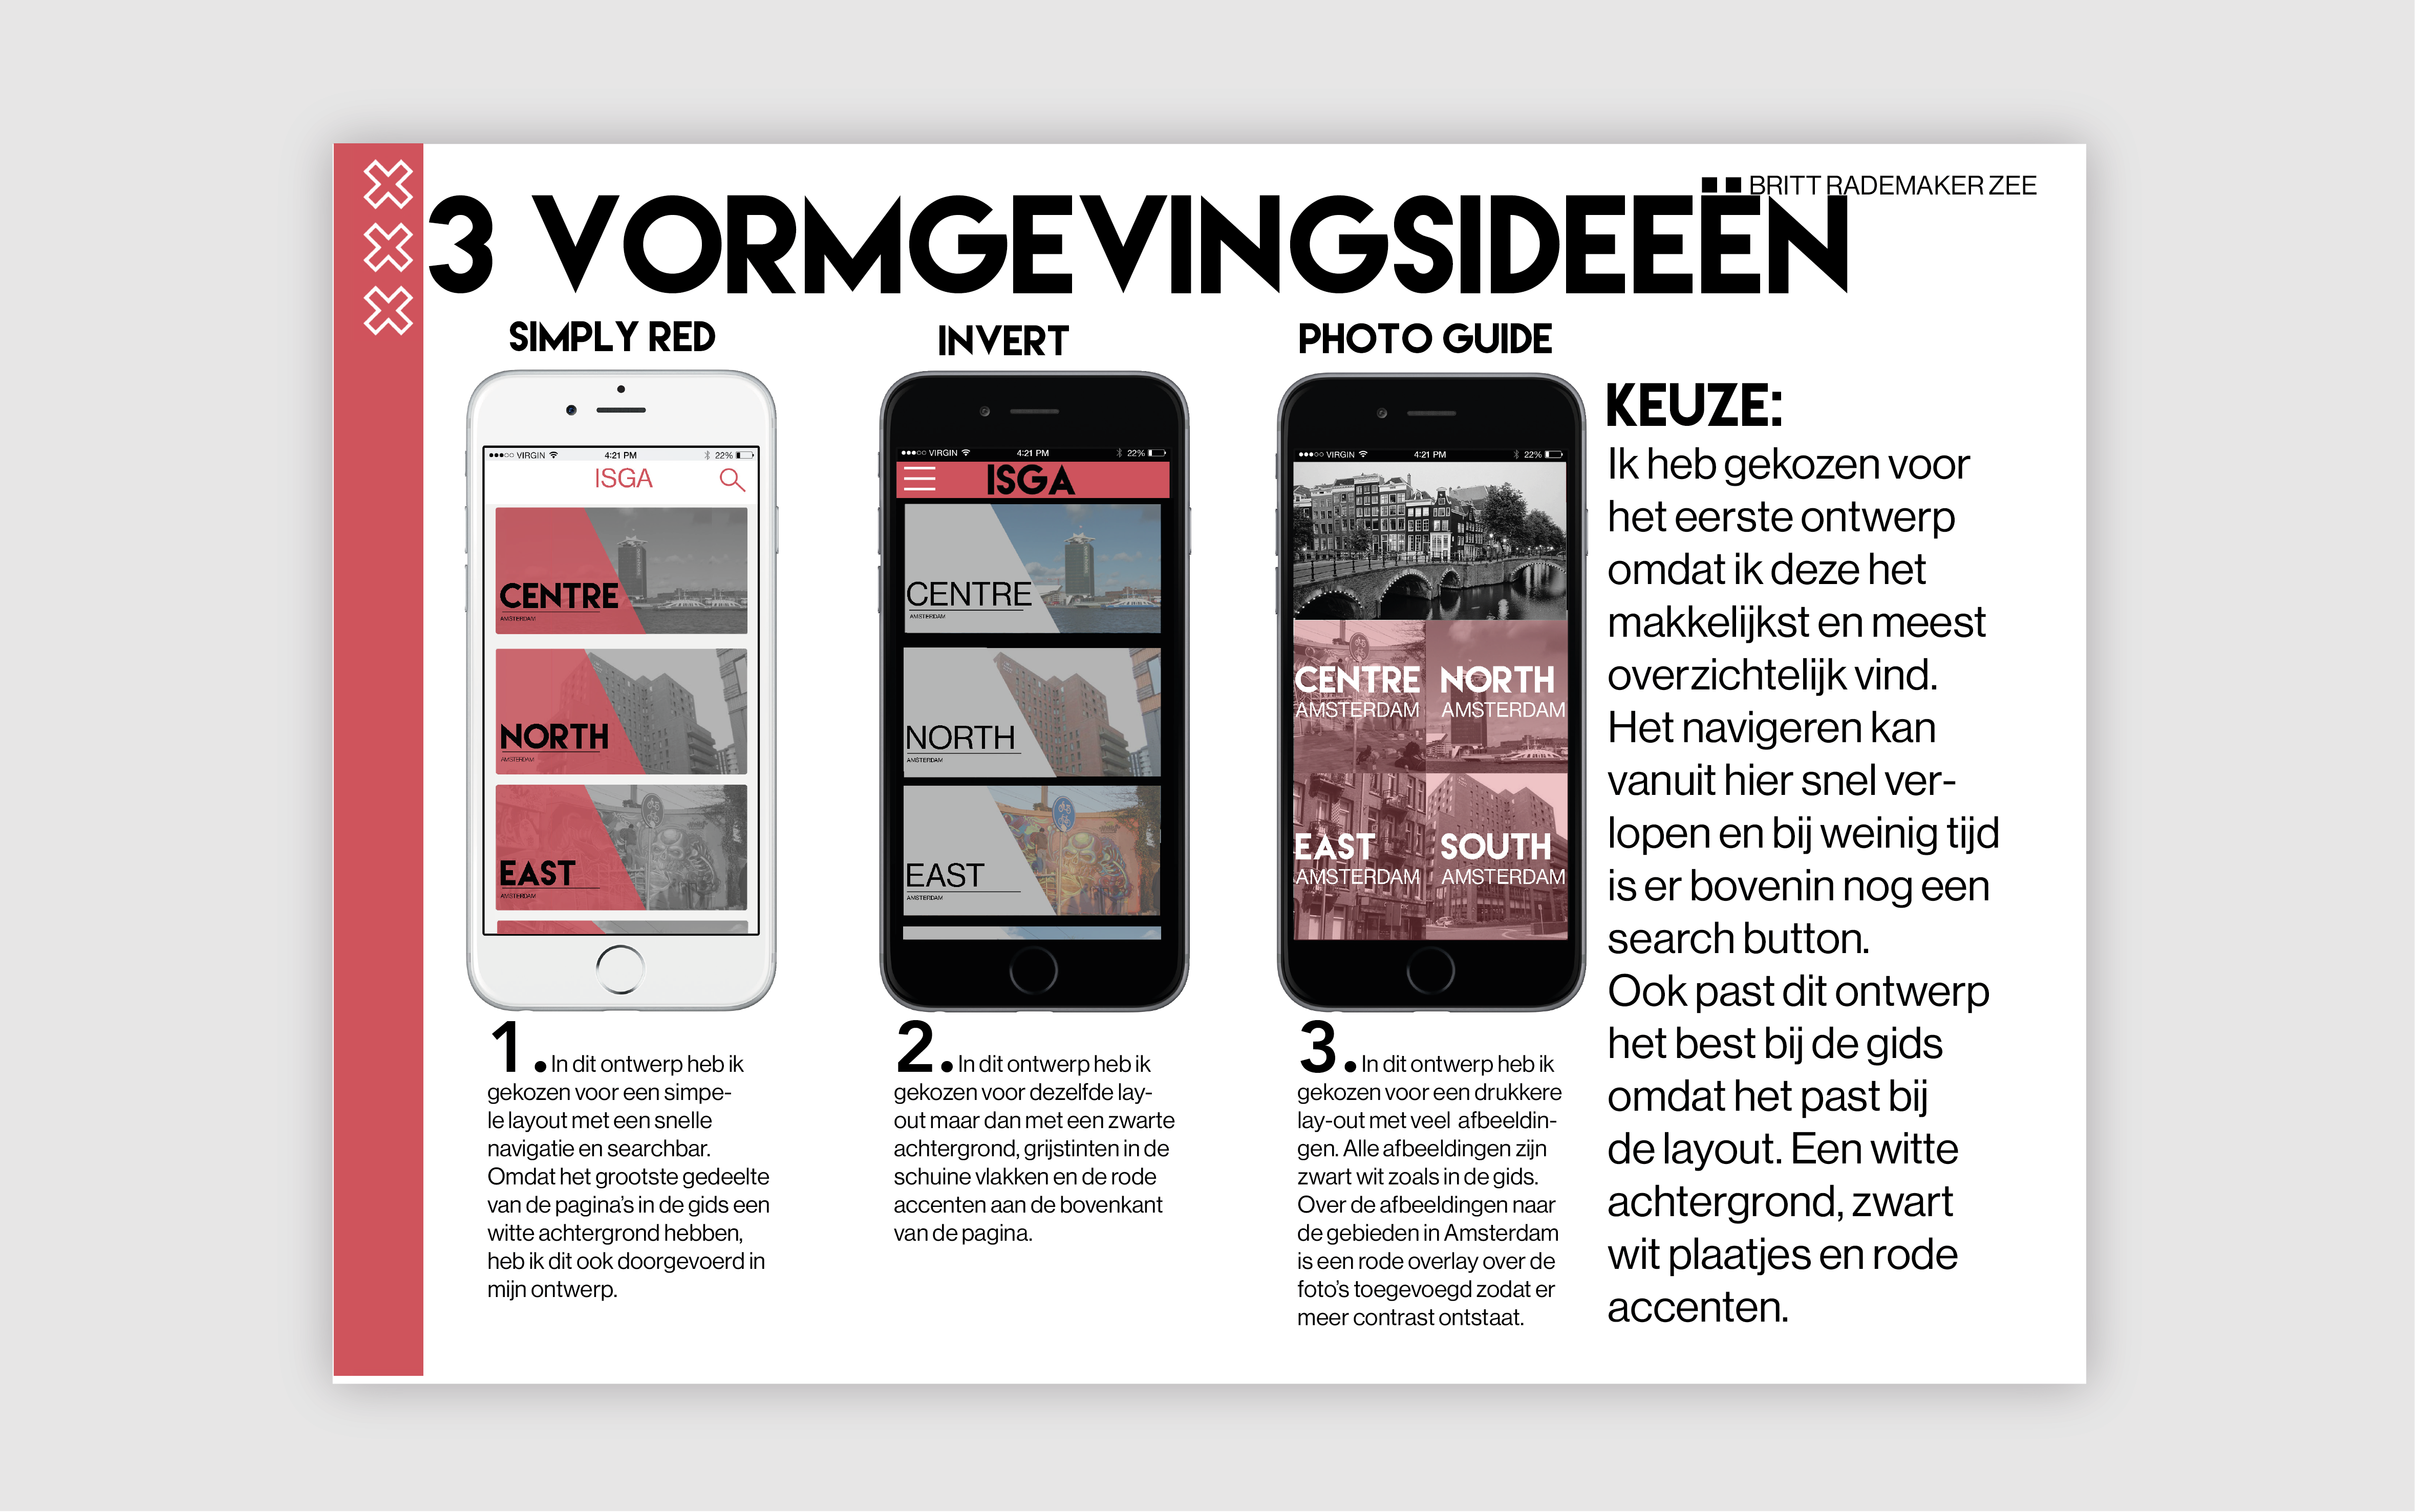 BRITT RADEMAKER ZEE
3 VORMGEVINGSIDEEËN
SIMPLY RED
●●●○○ VIRGIN 4:21 PM 22%
ISGA
CENTRE
AMSTERDAM
NORTH
AMSTERDAM
EAST
AMSTERDAM
1. In dit ontwerp heb ik
gekozen voor een simpe-
le layout met een snelle
navigatie en searchbar.
Omdat het grootste gedeelte
van de pagina's in de gids een
witte achtergrond hebben,
heb ik dit ook doorgevoerd in
mijn ontwerp.
INVERT
●●●○○ VIRGIN 4:21 PM 22%
ISGA
CENTRE
AMSTERDAM
NORTH
AMSTERDAM
EAST
AMSTERDAM
2. In dit ontwerp heb ik
gekozen voor dezelfde lay-
out maar dan met een zwarte
achtergrond, grijstinten in de
schuine vlakken en de rode
accenten aan de bovenkant
van de pagina.
PHOTO GUIDE
●●●○○ VIRGIN 4:21 PM 22%
CENTRE
AMSTERDAM
NORTH
AMSTERDAM
EAST
AMSTERDAM
SOUTH
AMSTERDAM
3. In dit ontwerp heb ik
gekozen voor een drukkere
lay-out met veel afbeeldin-
gen. Alle afbeeldingen zijn
zwart wit zoals in de gids.
Over de afbeeldingen naar
de gebieden in Amsterdam
is een rode overlay over de
foto's toegevoegd zodat er
meer contrast ontstaat.
KEUZE:
Ik heb gekozen voor
het eerste ontwerp
omdat ik deze het
makkelijkst en meest
overzichtelijk vind.
Het navigeren kan
vanuit hier snel ver-
lopen en bij weinig tijd
is er bovenin nog een
search button.
Ook past dit ontwerp
het best bij de gids
omdat het past bij
de layout. Een witte
achtergrond, zwart
wit plaatjes en rode
accenten.